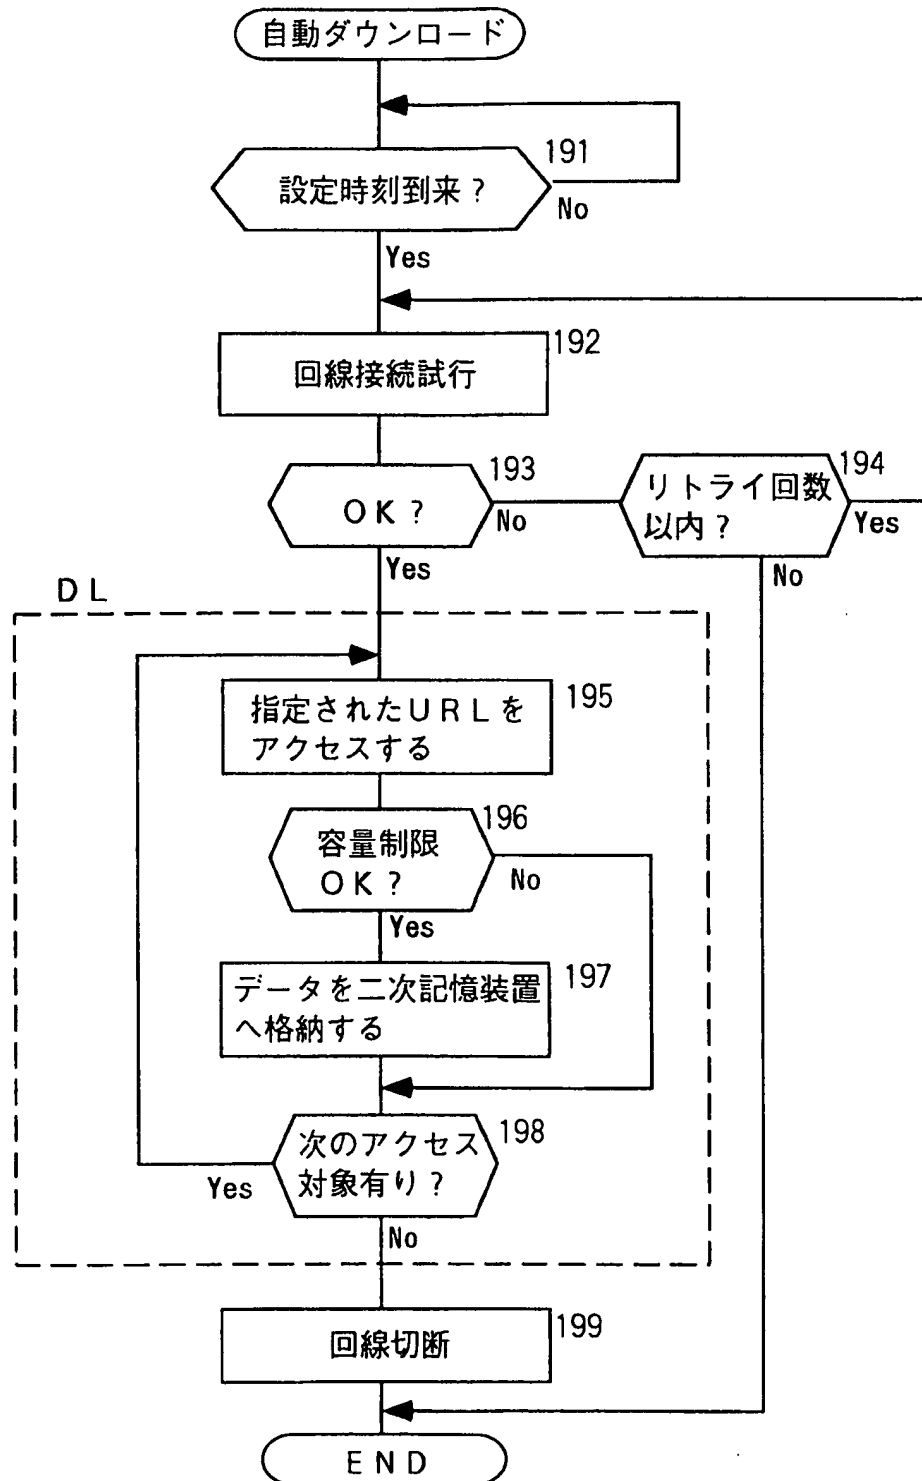 自動ダウンロード
191
設定時刻到来?
No
Yes
192
回線接続試行
193
OK?
No
Yes
194
リトライ回数
以内?
Yes
No
DL
195
指定されたURLを
アクセスする
196
容量制限
OK?
No
Yes
197
データを二次記憶装置
へ格納する
198
次のアクセス
対象有り?
Yes
No
199
回線切断
END